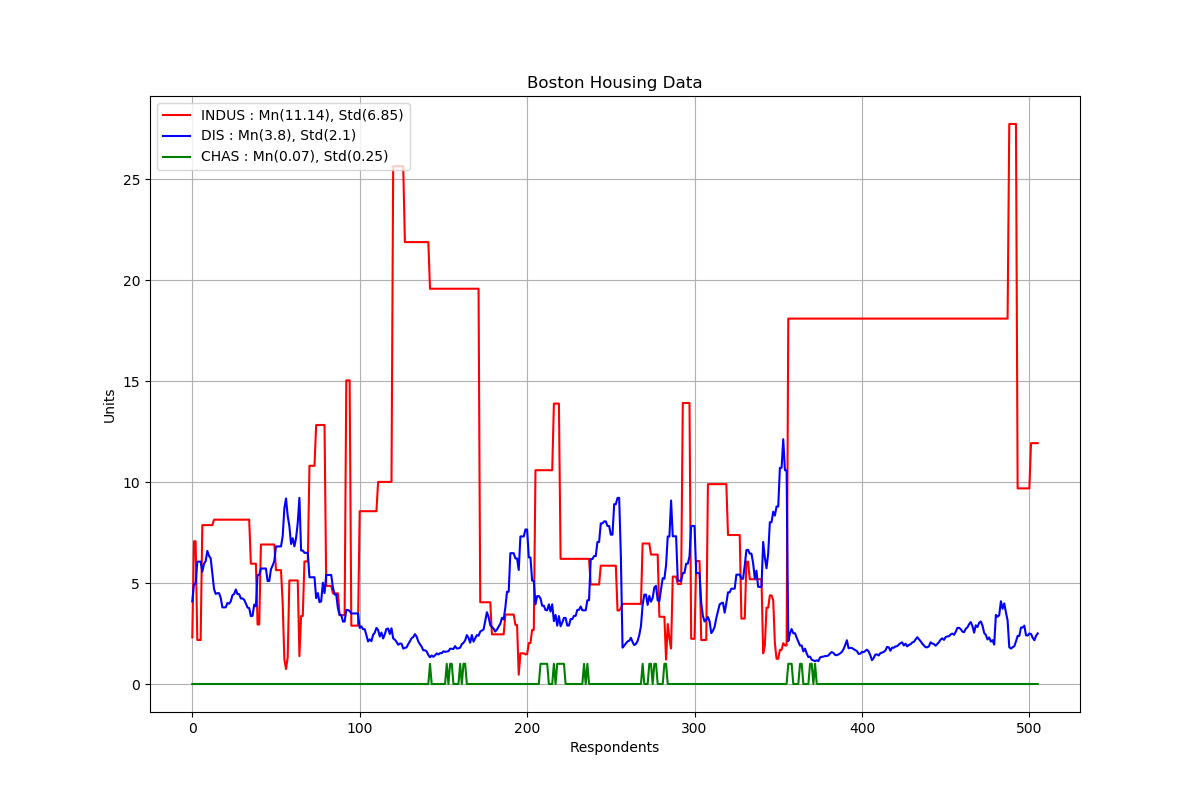 Boston Housing Data
INDUS : Mn(11.14), Std(6.85)
DIS : Mn(3.8), Std(2.1)
CHAS : Mn(0.07), Std(0.25)
25
20
15
10
5
0
Units
0 100 200 300 400 500
Respondents